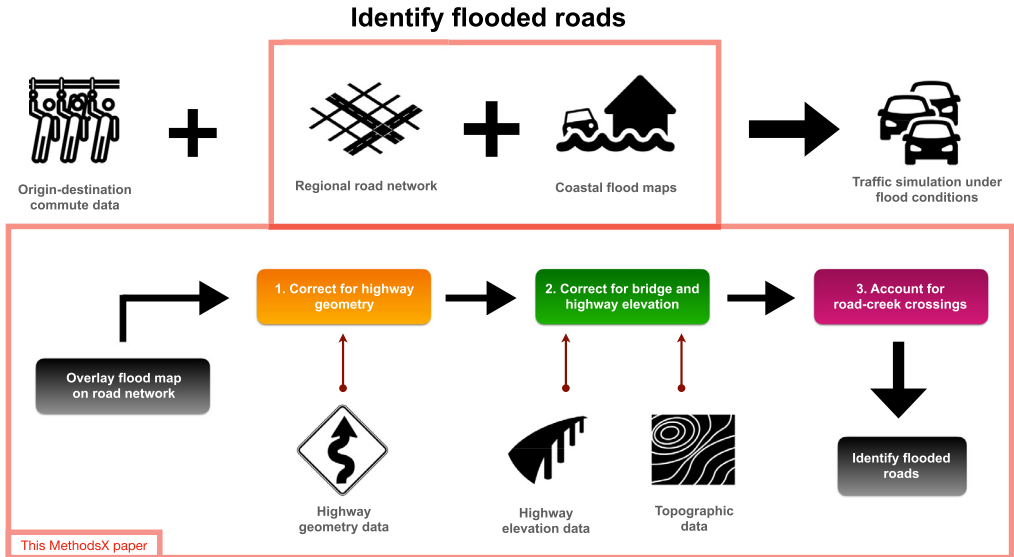 Identify flooded roads
Origin-destination
commute data
Regional road network
Coastal flood maps
Traffic simulation under
flood conditions
1. Correct for highway
geometry
2. Correct for bridge and
highway elevation
3. Account for
road-creek crossings
Overlay flood map
on road network
Identify flooded
roads
Highway
geometry data
Highway
elevation data
Topographic
data
This MethodsX paper